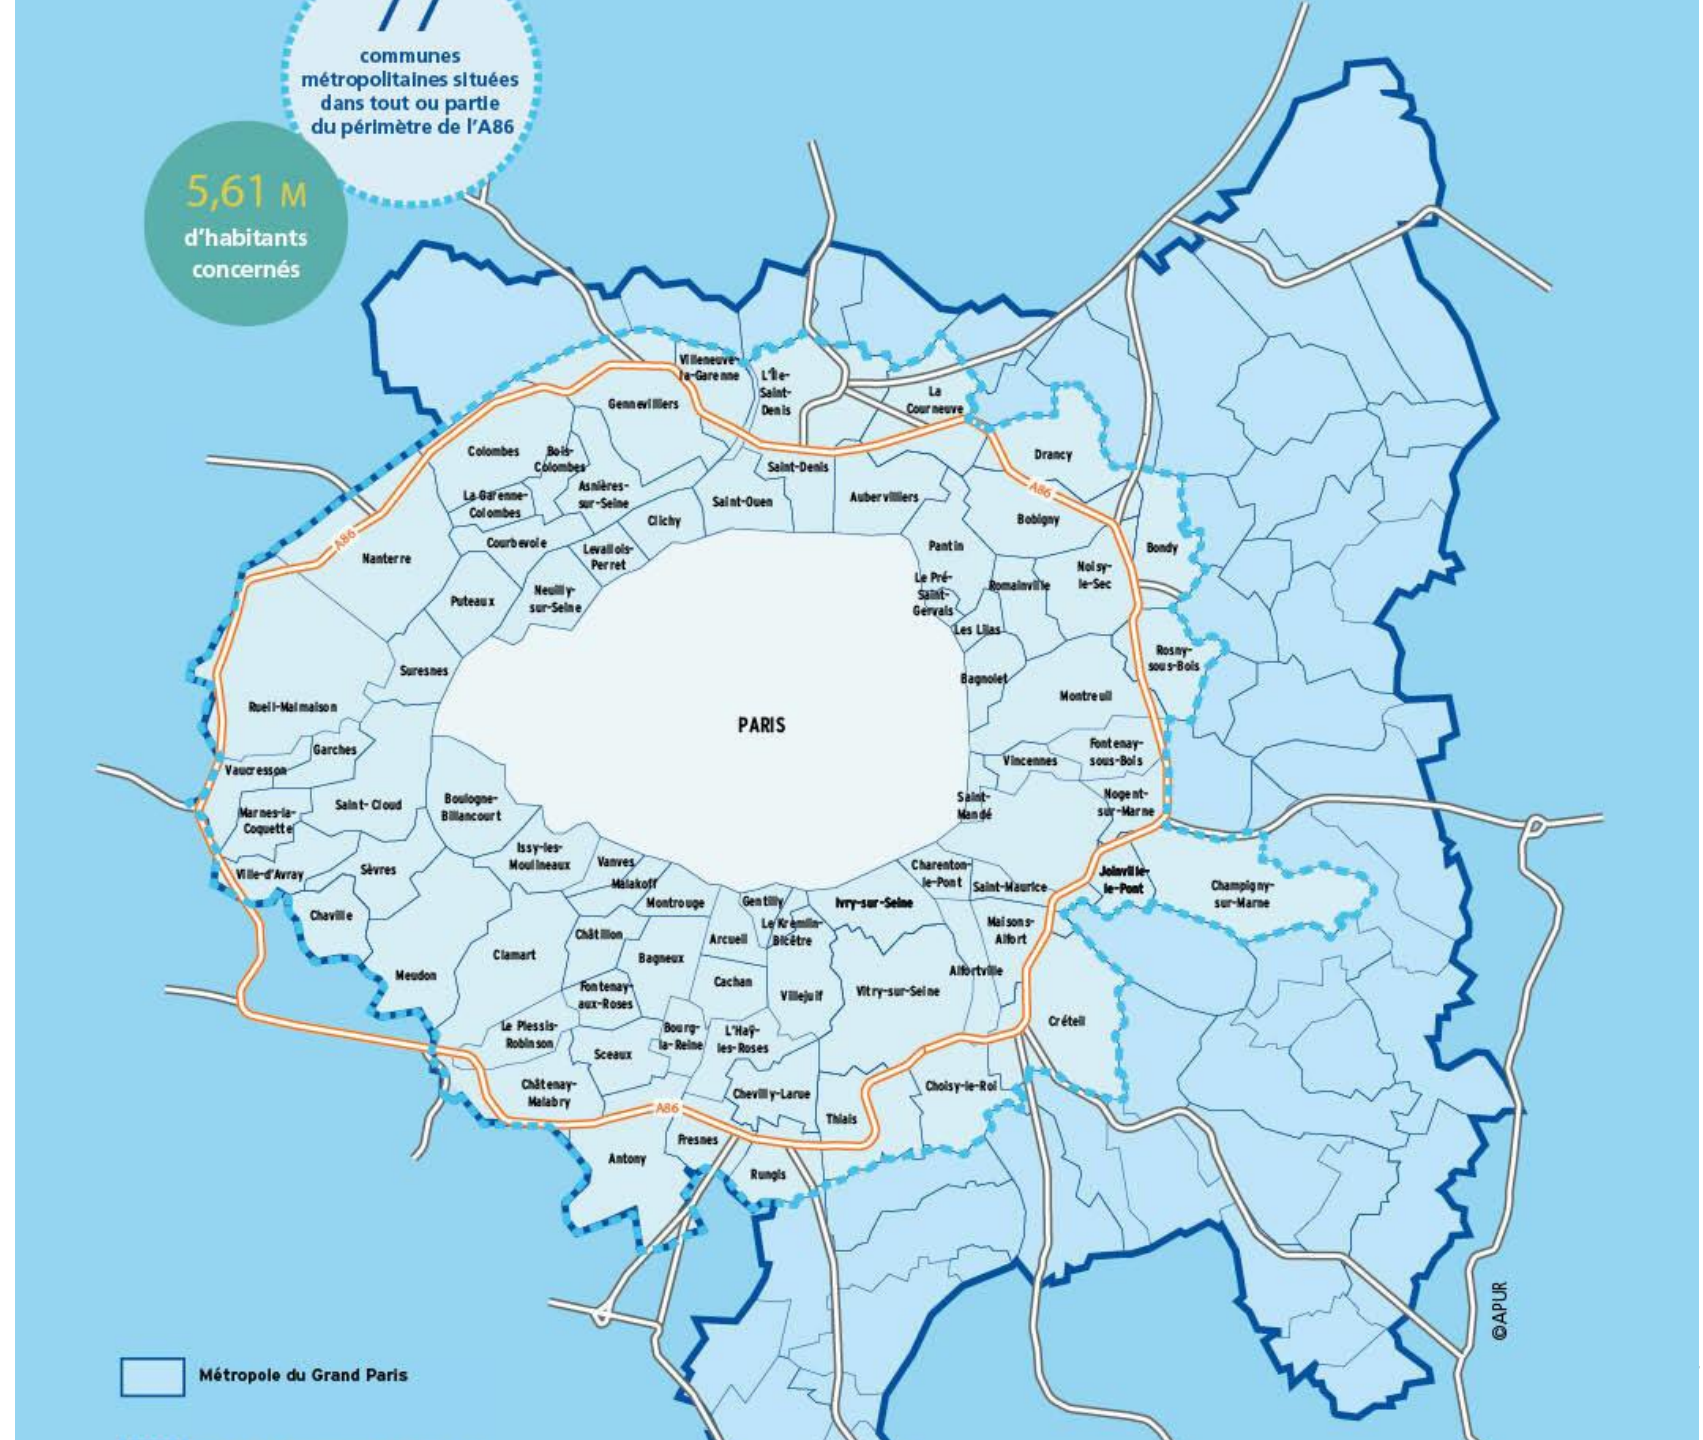 77
communes
métropolitaines situées
dans tout ou partie
du périmètre de l'A86
5,61 M
d'habitants
concernés
Villeneuve-
la-Garenne
L'Île-
Saint-
Denis
La
Courneuve
Gennevilliers
Colombes
Bois-
Colombes
Drancy
Saint-Denis
Asnières-
sur-Seine
La Garenne-
Colombes
Saint-Ouen
Aubervilliers
A86
Clichy
Bobigny
A86
Nanterre
Courbevoie
Levallois-
Perret
Pantin
Bondy
Noisy-
le-Sec
Puteaux
Neuilly-
sur-Seine
Le Pré-
Saint-
Gervais
Romainville
Les Lilas
Suresnes
Rosny-
sous-Bois
Bagnolet
Montreuil
Rueil-Malmaison
PARIS
Garches
Vaucresson
Vincennes
Fontenay-
sous-Bois
Marnes-la-
Coquette
Saint-Cloud
Boulogne-
Billancourt
Saint-
Mandé
Nogent-
sur-Marne
Ville-d'Avray
Sèvres
Issy-les-
Moulineaux
Vanves
Malakoff
Montrouge
Gentilly
Ivry-sur-Seine
Charenton-
le-Pont
Saint-Maurice
Joinville-
le-Pont
Champigny-
sur-Marne
Chaville
Châtillon
Arcueil
Le Kremlin-
Bicêtre
Maisons-
Alfort
Clamart
Bagneux
Meudon
Fontenay-
aux-Roses
Cachan
Villejuif
Vitry-sur-Seine
Alfortville
Le Plessis-
Robinson
Sceaux
Bourg-
la-Reine
L'Haÿ-
les-Roses
Créteil
Châtenay-
Malabry
Chevilly-Larue
Choisy-le-Roi
A86
Thiais
Fresnes
Antony
Rungis
©APUR
Métropole du Grand Paris